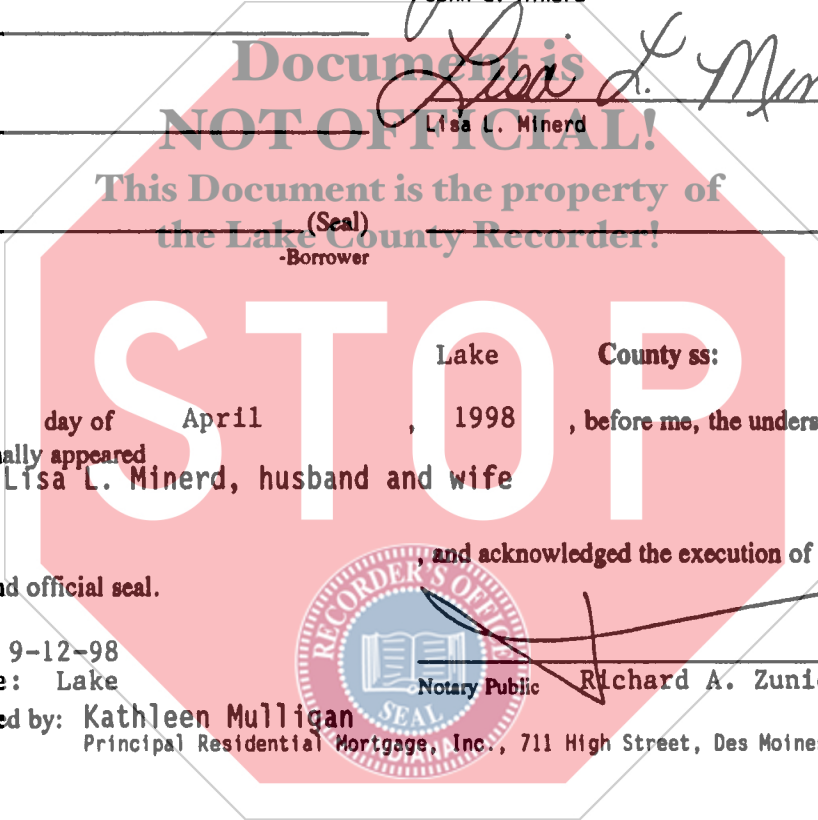 Document is
Lisa L. Min
NOT OFFICIAL!
Lisa L. Minerd
This Document is the property of
(Seal)
the Lake County Recorder!
-Borrower
STOP
Lake County ss:
day of April , 1998 , before me, the unders
ally appeared
Lisa L. Minerd, husband and wife
, and acknowledged the execution of
nd official seal.
RECORDER'S OFFICE
9-12-98
e: Lake
Notary Public Richard A. Zuni
ed by: Kathleen Mulligan
SEAL
Principal Residential Mortgage, Inc., 711 High Street, Des Moine
INDIANA